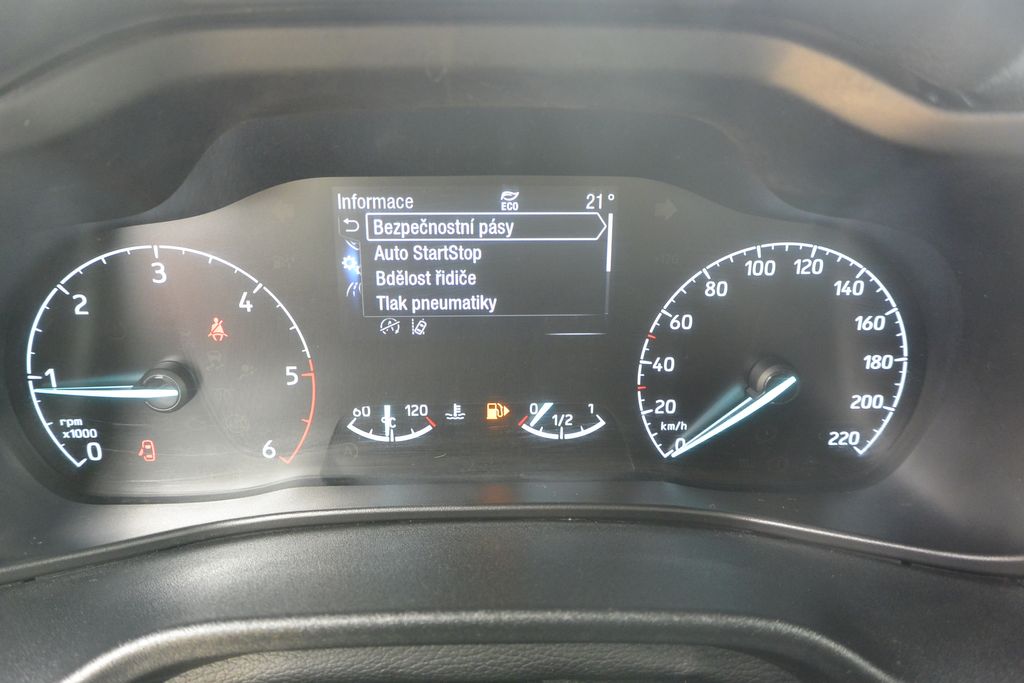 Informace
ECO
21°
Bezpečnostní pásy
Auto StartStop
Bdělost řidiče
Tlak pneumatiky
0
1
2
3
4
5
6
rpm
x1000
60
120
°C
0
1/2
1
0
20
40
60
80
100
120
140
160
180
200
220
km/h